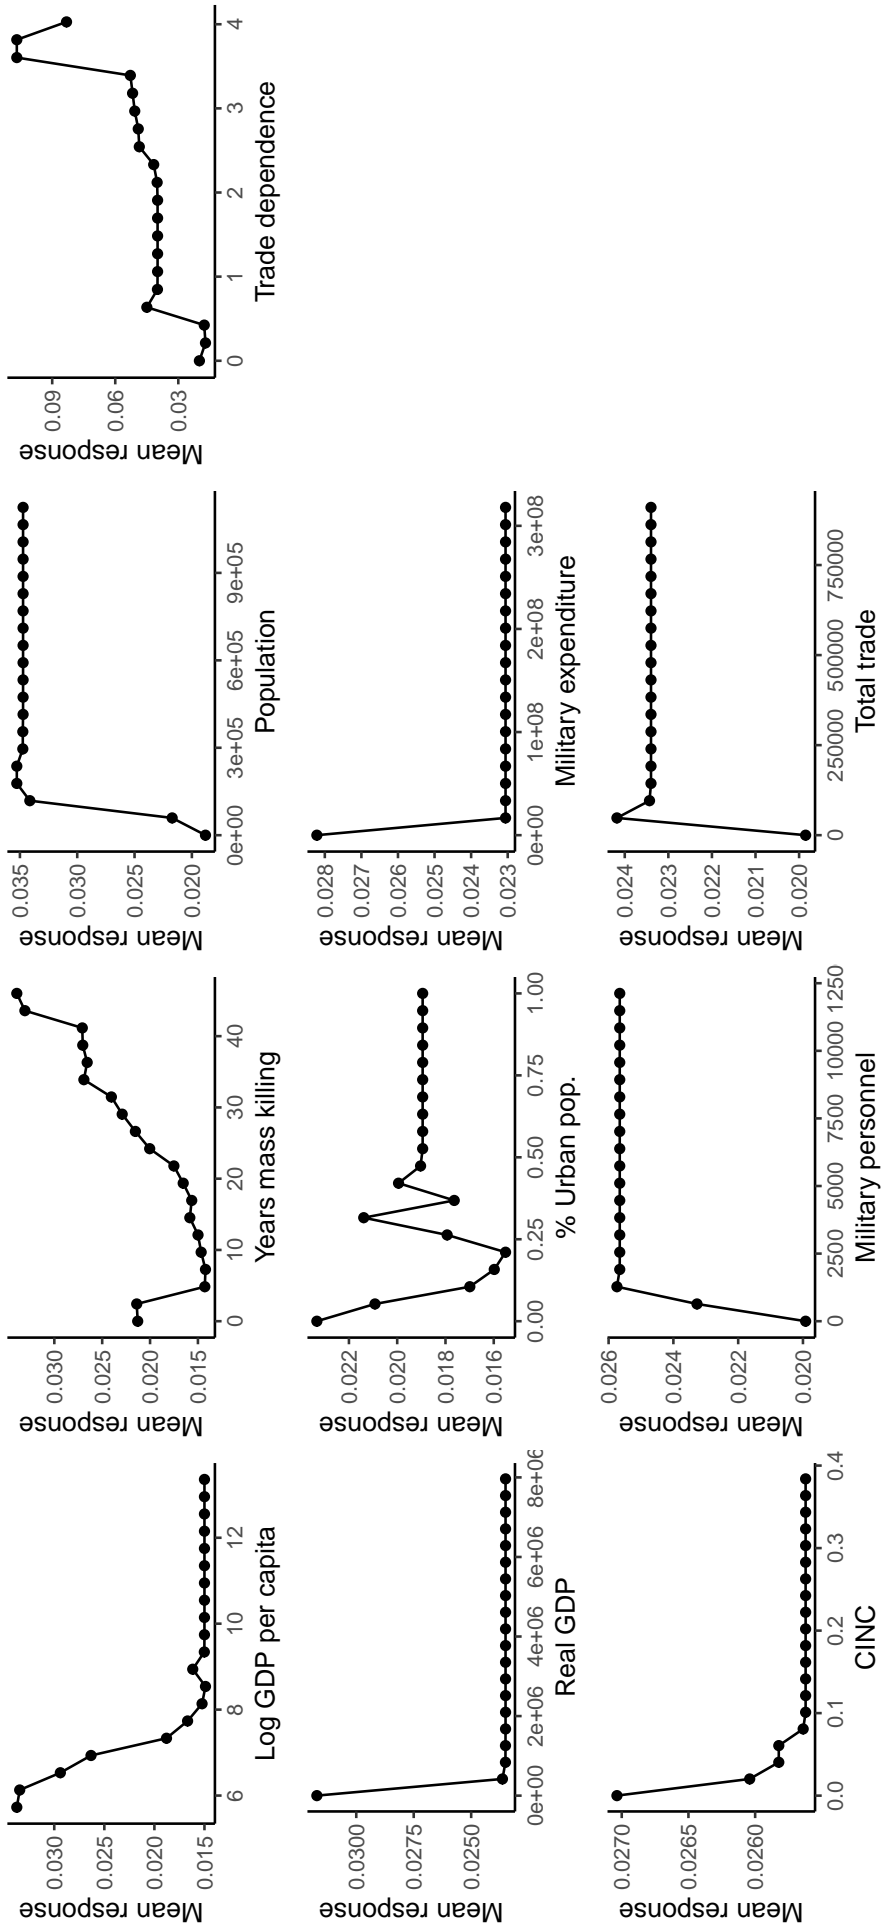 Mean response
0.030
0.025
0.020
0.015
6 8 10 12
Log GDP per capita
Mean response
0.030
0.025
0.020
0.015
0 10 20 30 40
Years mass killing
Mean response
0.035
0.030
0.025
0.020
0e+00 3e+05 6e+05 9e+05
Population
Mean response
0.09
0.06
0.03
0 1 2 3 4
Trade dependence
Mean response
0.0300
0.0275
0.0250
0e+00 2e+06 4e+06 6e+06 8e+06
Real GDP
Mean response
0.022
0.020
0.018
0.016
0.00 0.25 0.50 0.75 1.00
% Urban pop.
Mean response
0.028
0.027
0.026
0.025
0.024
0.023
0e+00 1e+08 2e+08 3e+08
Military expenditure
Mean response
0.0270
0.0265
0.0260
0.0 0.1 0.2 0.3 0.4
CINC
Mean response
0.026
0.024
0.022
0.020
0 2500 5000 7500 10000 1250
Military personnel
Mean response
0.024
0.023
0.022
0.021
0.020
0 250000 500000 750000
Total trade